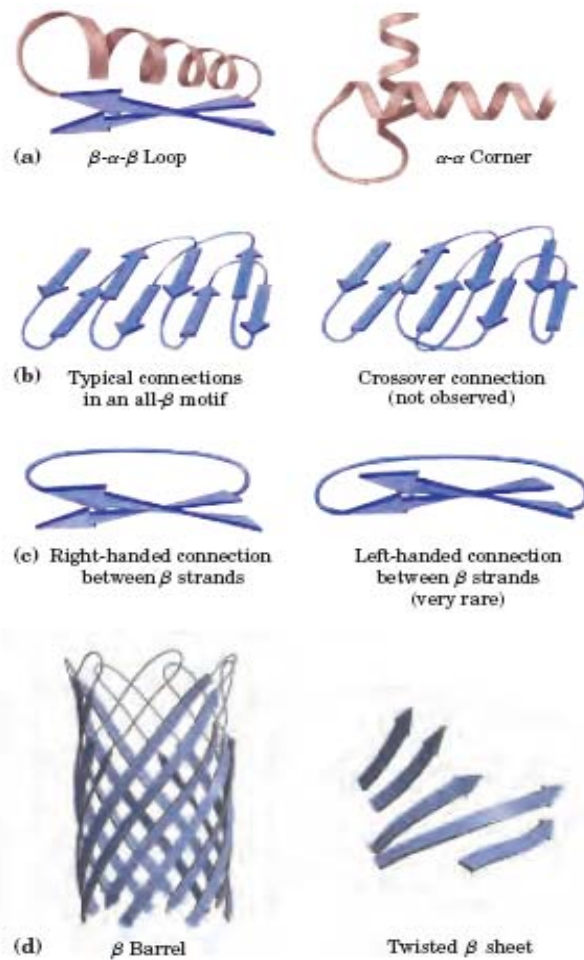 (a)
β-α-β Loop
α-α Corner
(b)
Typical connections
in an all-β motif
Crossover connection
(not observed)
(c)
Right-handed connection
between β strands
Left-handed connection
between β strands
(very rare)
(d)
β Barrel
Twisted β sheet